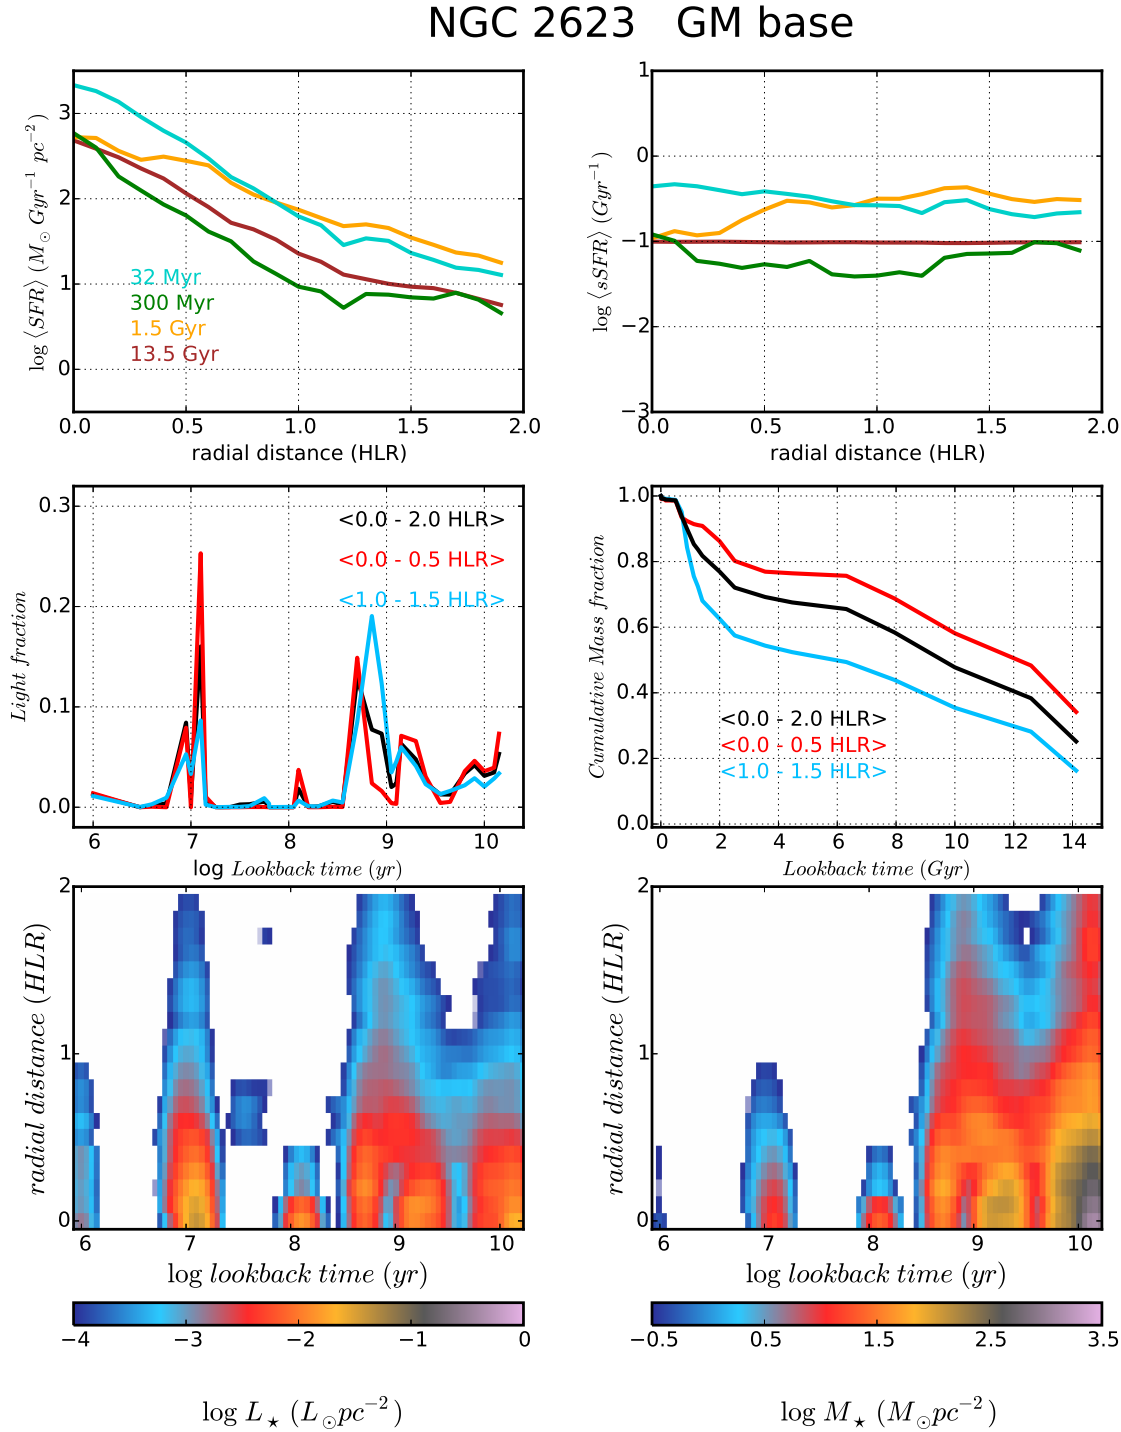 NGC 2623 GM base
3
2
1
0
log ⟨SFR⟩ (M⊙ Gyr⁻¹ pc⁻²)
32 Myr
300 Myr
1.5 Gyr
13.5 Gyr
0.0 0.5 1.0 1.5 2.0
radial distance (HLR)
1
0
−1
−2
−3
log ⟨sSFR⟩ (Gyr⁻¹)
0.0 0.5 1.0 1.5 2.0
radial distance (HLR)
0.3
0.2
0.1
0.0
Light fraction
<0.0 - 2.0 HLR>
<0.0 - 0.5 HLR>
<1.0 - 1.5 HLR>
6 7 8 9 10
log Lookback time (yr)
1.0
0.8
0.6
0.4
0.2
0.0
Cumulative Mass fraction
<0.0 - 2.0 HLR>
<0.0 - 0.5 HLR>
<1.0 - 1.5 HLR>
0 2 4 6 8 10 12 14
Lookback time (Gyr)
2
1
0
radial distance (HLR)
6 7 8 9 10
log lookback time (yr)
−4 −3 −2 −1 0
log L⋆ (L⊙pc⁻²)
2
1
0
radial distance (HLR)
6 7 8 9 10
log lookback time (yr)
−0.5 0.5 1.5 2.5 3.5
log M⋆ (M⊙pc⁻²)